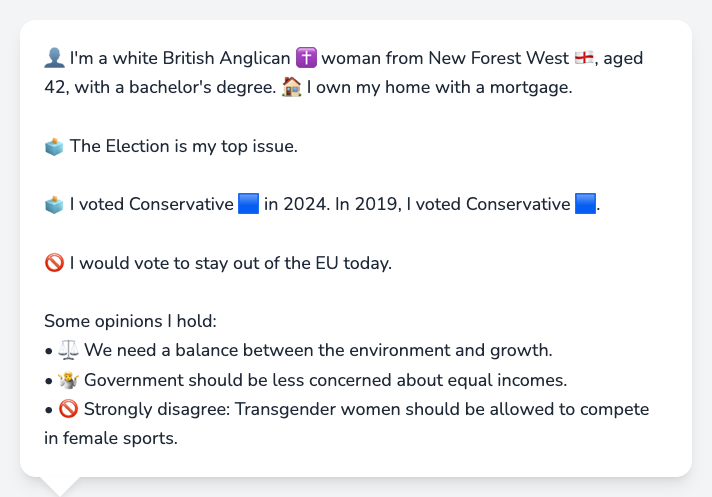 👤 I'm a white British Anglican ✝️ woman from New Forest West 🏴󠁧󠁢󠁥󠁮󠁧󠁿, aged
42, with a bachelor's degree. 🏠 I own my home with a mortgage.
🗳️ The Election is my top issue.
🗳️ I voted Conservative 🟦 in 2024. In 2019, I voted Conservative 🟦.
🚫 I would vote to stay out of the EU today.
Some opinions I hold:
• ⚖️ We need a balance between the environment and growth.
• 🤷 Government should be less concerned about equal incomes.
• 🚫 Strongly disagree: Transgender women should be allowed to compete
in female sports.